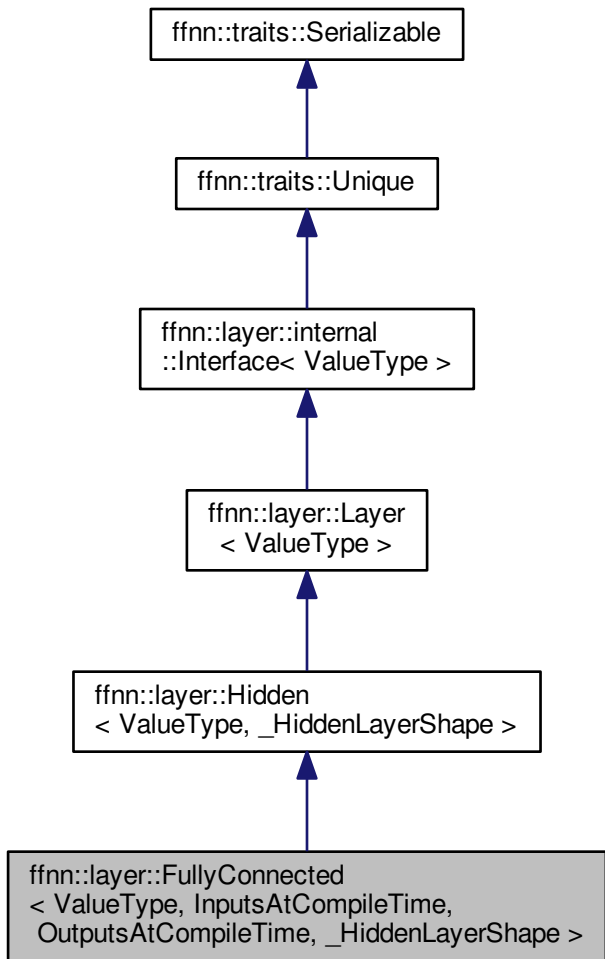 ffnn::traits::Serializable
ffnn::traits::Unique
ffnn::layer::internal
::Interface< ValueType >
ffnn::layer::Layer
< ValueType >
ffnn::layer::Hidden
< ValueType, _HiddenLayerShape >
ffnn::layer::FullyConnected
< ValueType, InputsAtCompileTime,
OutputsAtCompileTime, _HiddenLayerShape >